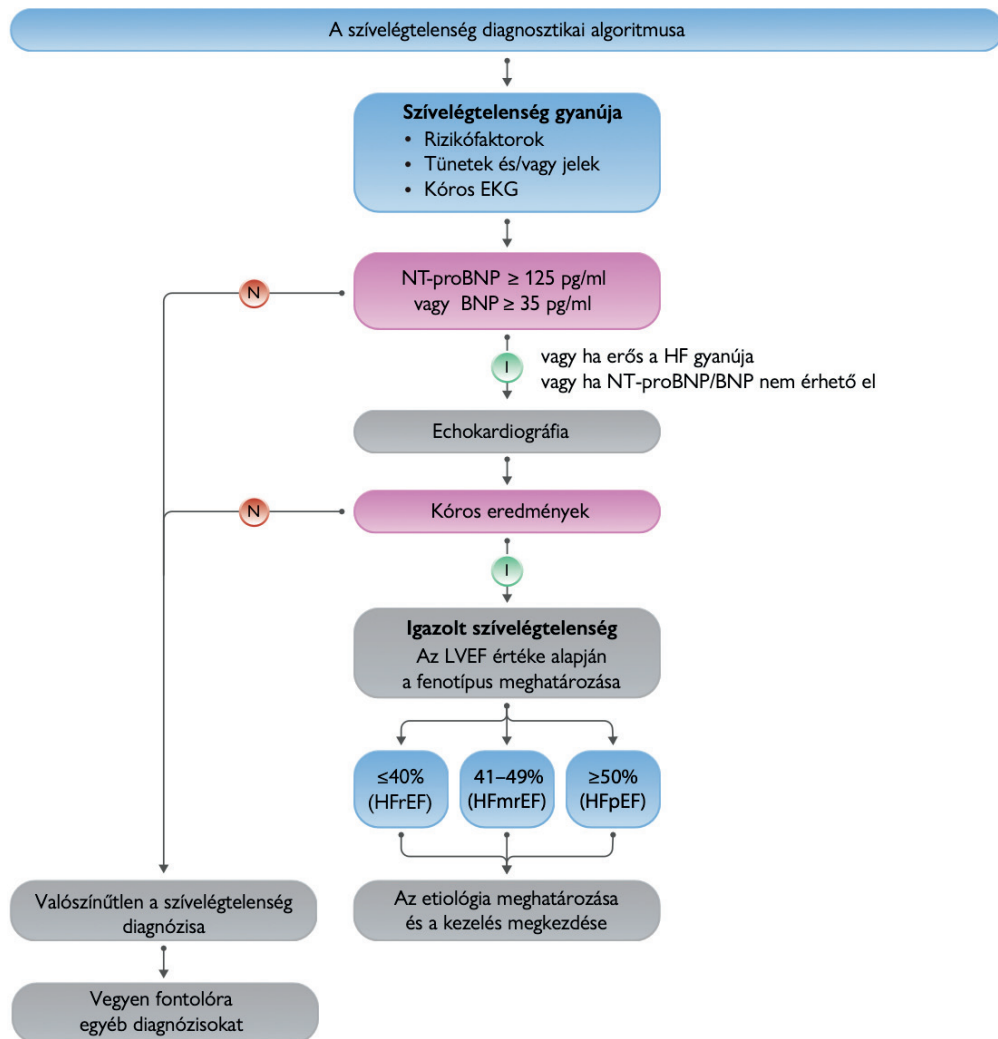 A szívelégtelenség diagnosztikai algoritmusa
Szívelégtelenség gyanúja
• Rizikófaktorok
• Tünetek és/vagy jelek
• Kóros EKG
N
NT-proBNP ≥ 125 pg/ml
vagy BNP ≥ 35 pg/ml
I
vagy ha erős a HF gyanúja
vagy ha NT-proBNP/BNP nem érhető el
Echokardiográfia
N
Kóros eredmények
I
Igazolt szívelégtelenség
Az LVEF értéke alapján
a fenotípus meghatározása
≤40%
(HFrEF)
41–49%
(HFmrEF)
≥50%
(HFpEF)
Valószínűtlen a szívelégtelenség
diagnózisa
Az etiológia meghatározása
és a kezelés megkezdése
Vegyen fontolóra
egyéb diagnózisokat